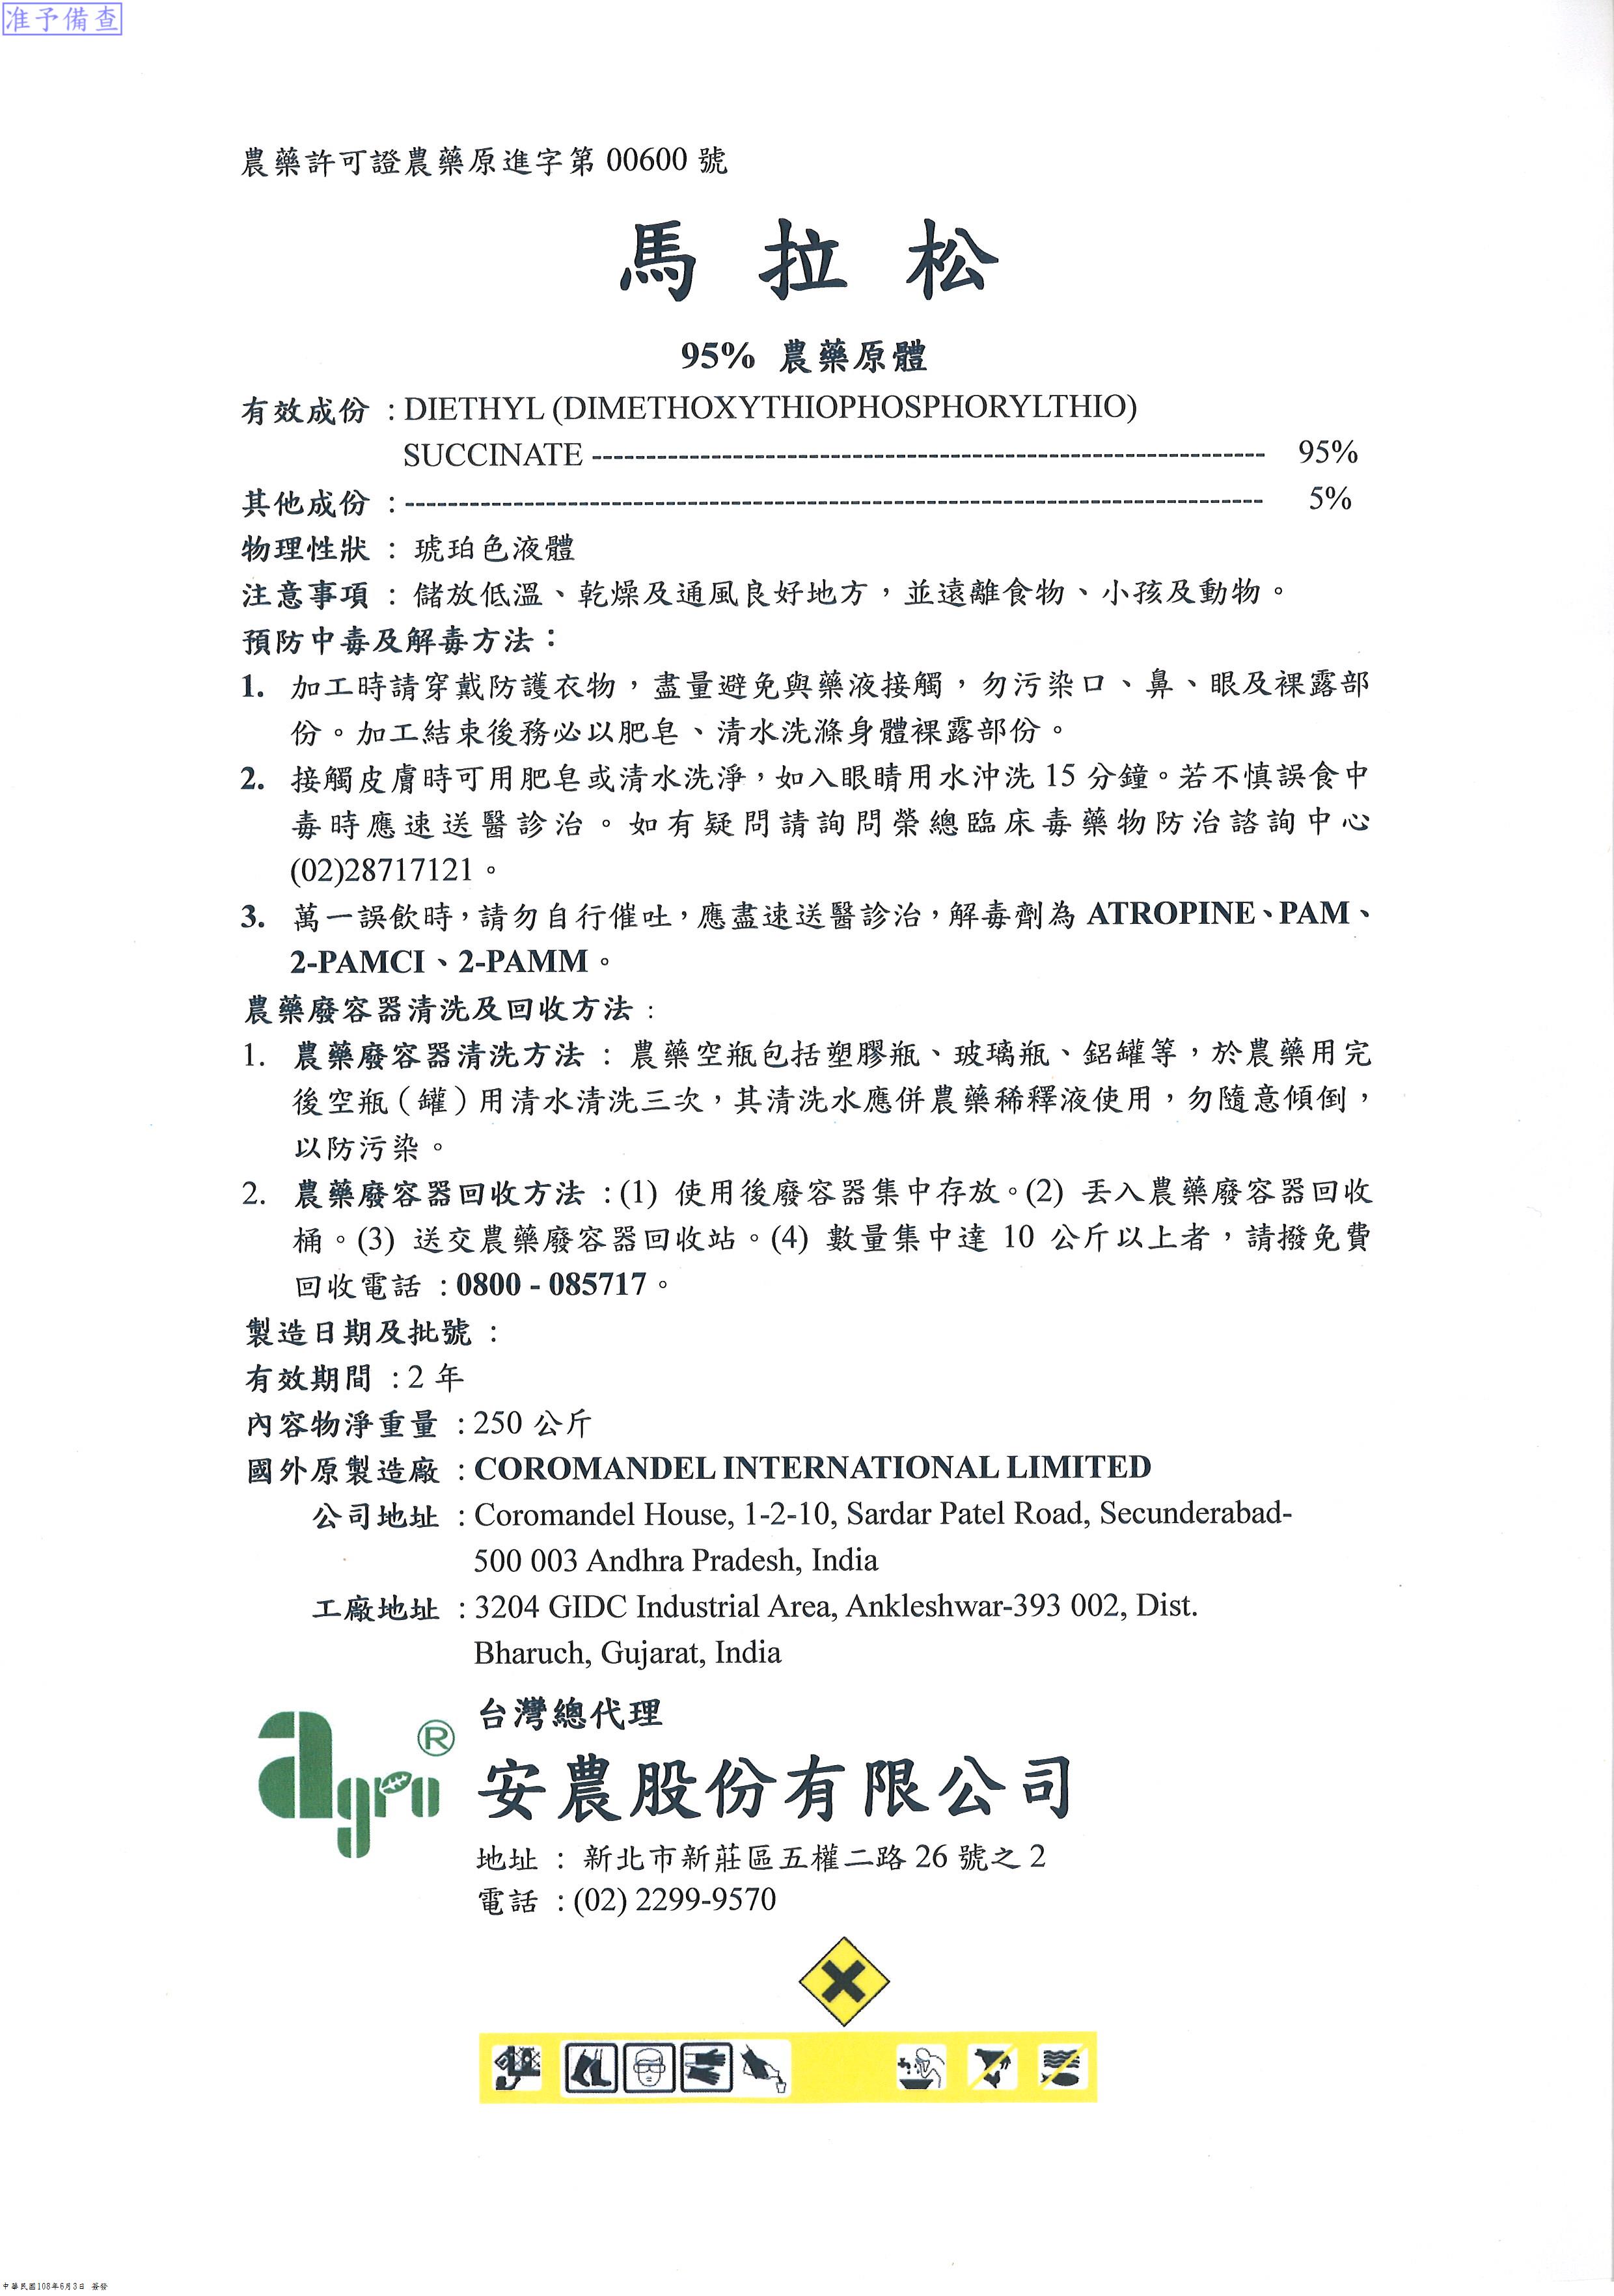 准予備查
農藥許可證農藥原進字第 00600 號
馬拉松
95% 農藥原體
有效成份 : DIETHYL (DIMETHOXYTHIOPHOSPHORYLTHIO)
SUCCINATE ------------------------------------------------------------- 95%
其他成份 : ------------------------------------------------------------------------------ 5%
物理性狀 : 琥珀色液體
注意事項 : 儲放低溫、乾燥及通風良好地方，並遠離食物、小孩及動物。
預防中毒及解毒方法：
1. 加工時請穿戴防護衣物，盡量避免與藥液接觸，勿污染口、鼻、眼及裸露部
份。加工結束後務必以肥皂、清水洗滌身體裸露部份。
2. 接觸皮膚時可用肥皂或清水洗淨，如入眼睛用水沖洗 15 分鐘。若不慎誤食中
毒時應速送醫診治。如有疑問請詢問榮總臨床毒藥物防治諮詢中心
(02)28717121。
3. 萬一誤飲時，請勿自行催吐，應盡速送醫診治，解毒劑為 ATROPINE、PAM、
2-PAMCI、2-PAMM。
農藥廢容器清洗及回收方法 :
1. 農藥廢容器清洗方法 : 農藥空瓶包括塑膠瓶、玻璃瓶、鋁罐等，於農藥用完
後空瓶（罐）用清水清洗三次，其清洗水應併農藥稀釋液使用，勿隨意傾倒，
以防污染。
2. 農藥廢容器回收方法 : (1) 使用後廢容器集中存放。(2) 丟入農藥廢容器回收
桶。(3) 送交農藥廢容器回收站。(4) 數量集中達 10 公斤以上者，請撥免費
回收電話 : 0800 - 085717。
製造日期及批號 :
有效期間 : 2 年
內容物淨重量 : 250 公斤
國外原製造廠 : COROMANDEL INTERNATIONAL LIMITED
公司地址 : Coromandel House, 1-2-10, Sardar Patel Road, Secunderabad-
500 003 Andhra Pradesh, India
工廠地址 : 3204 GIDC Industrial Area, Ankleshwar-393 002, Dist.
Bharuch, Gujarat, India
agro®
台灣總代理
安農股份有限公司
地址 : 新北市新莊區五權二路 26 號之 2
電話 : (02) 2299-9570
中華民國108年6月3日 簽發